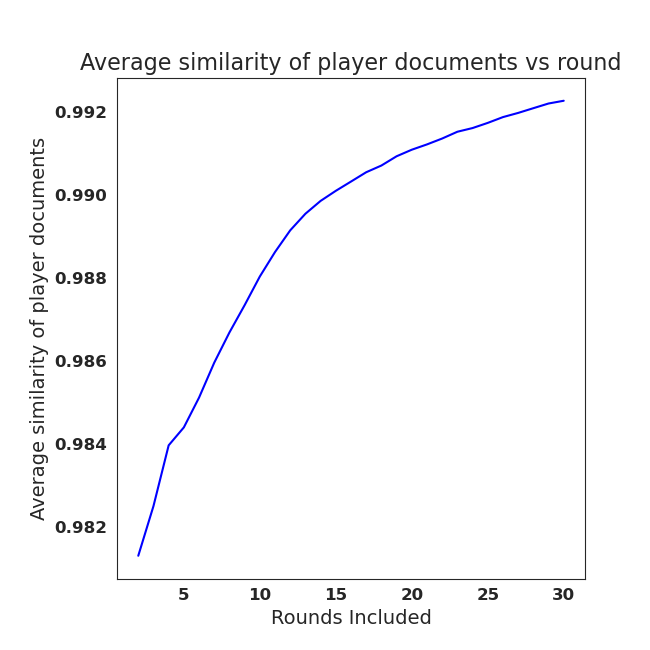 Average similarity of player documents vs round
Average similarity of player documents
0.992
0.990
0.988
0.986
0.984
0.982
5 10 15 20 25 30
Rounds Included